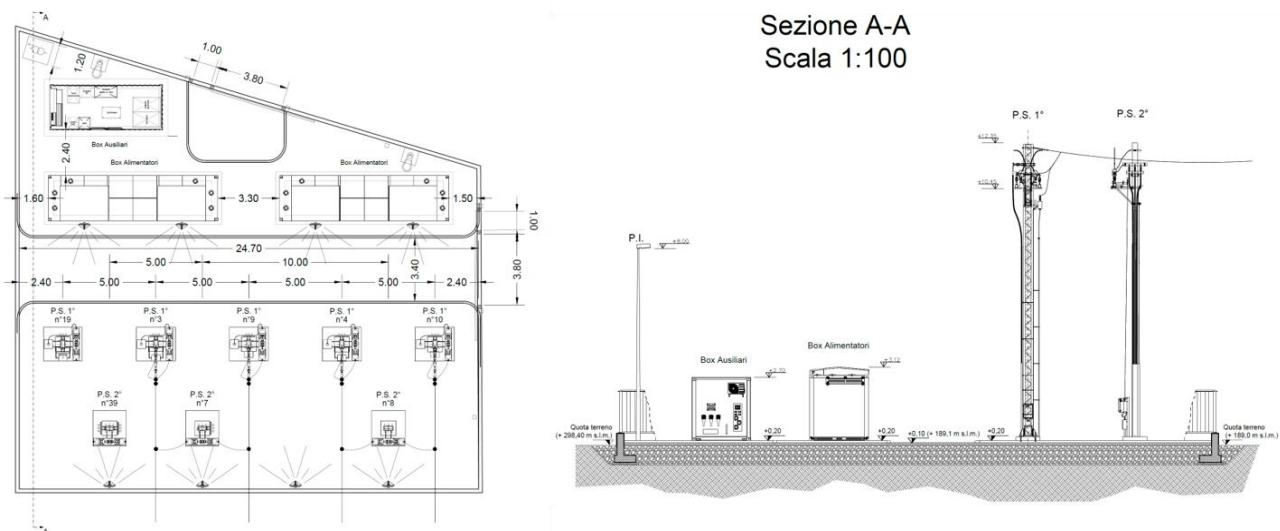 A
1.00
3.80
1.20
2.40
Box Ausiliari
Box Alimentatori
Box Alimentatori
1.60
3.30
1.50
1.00
24.70
3.40
3.80
5.00
10.00
2.40
5.00
5.00
5.00
5.00
2.40
P.S. 1°
n°19
P.S. 1°
n°3
P.S. 1°
n°9
P.S. 1°
n°4
P.S. 1°
n°10
P.S. 2°
n°39
P.S. 2°
n°7
P.S. 2°
n°8
A
Sezione A-A
Scala 1:100
P.S. 1°
P.S. 2°
P.I.
+8.00
Box Ausiliari
Box Alimentatori
+3.12
Quota terreno
(+ 298,40 m s.l.m.)
+0,20
+0,20
+0,10 (+ 189,1 m s.l.m.)
+0,20
Quota terreno
(+ 189,0 m s.l.m.)